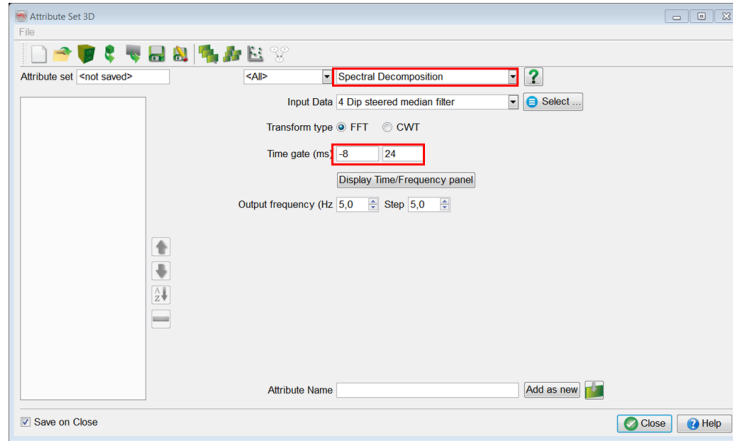 Attribute Set 3D
File
Attribute set <not saved> <All> Spectral Decomposition ?
Input Data 4 Dip steered median filter Select ...
Transform type FFT CWT
Time gate (ms) -8 24
Display Time/Frequency panel
Output frequency (Hz 5,0 Step 5,0
A
Z
Attribute Name Add as new
Save on Close Close ? Help